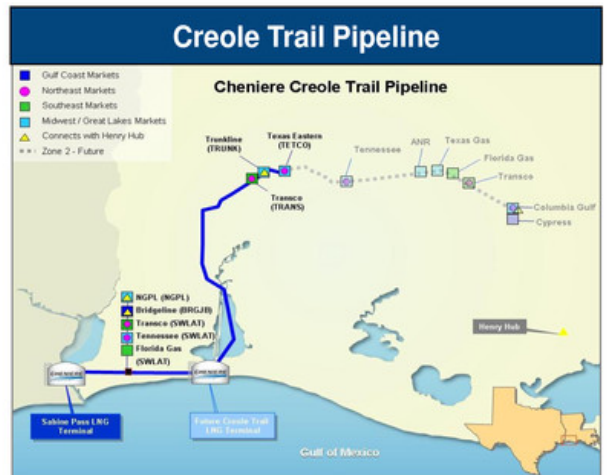 Creole Trail Pipeline
Gulf Coast Markets
Northeast Markets
Southeast Markets
Midwest / Great Lakes Markets
Connects with Henry Hub
Zone 2 - Future
Cheniere Creole Trail Pipeline
Trunkline
(TRUNK)
Texas Eastern
(TETCO)
Tennessee
ANR
Texas Gas
Florida Gas
Transco
Transco
(TRANS)
Columbia Gulf
Cypress
NGPL (NGPL)
Bridgeline (BRGJB)
Transco (SWLAT)
Tennessee (SWLAT)
Florida Gas
(SWLAT)
Henry Hub
CHENIERE
CHENIERE
Sabine Pass LNG
Terminal
Future Creole Trail
LNG Terminal
Gulf of Mexico